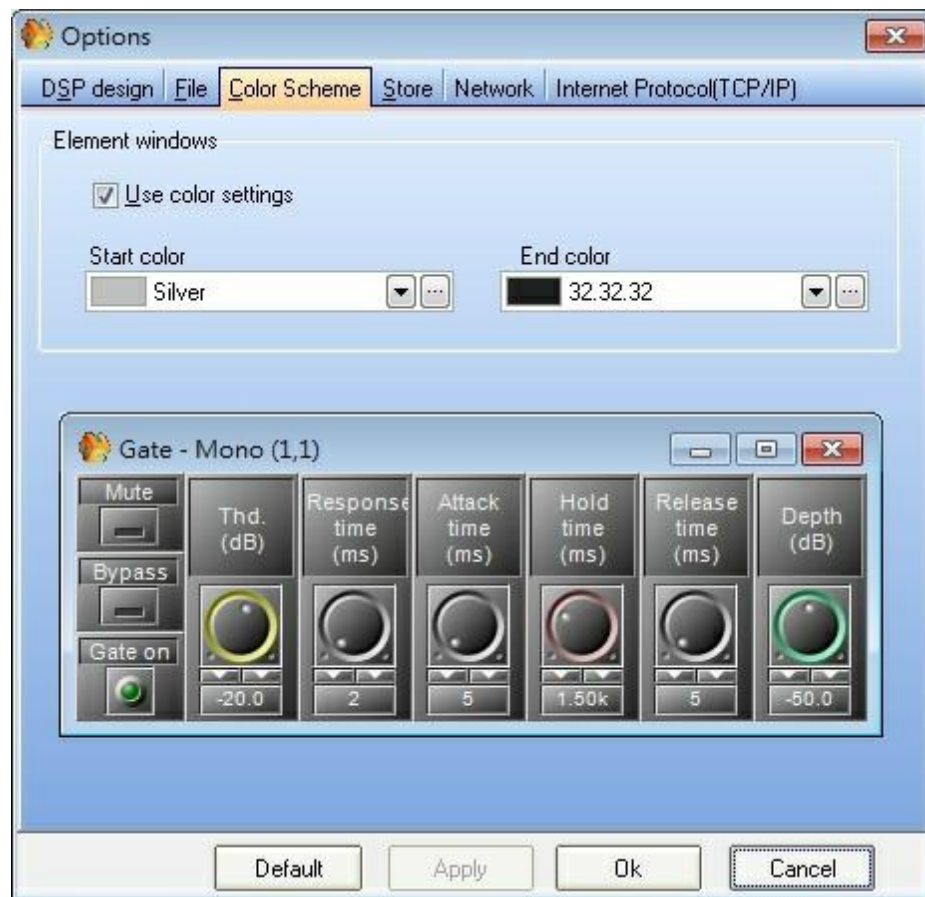 Options
DSP design File Color Scheme Store Network Internet Protocol(TCP/IP)
Element windows
Use color settings
Start color End color
Silver 32.32.32
Gate - Mono (1,1)
Mute
Bypass
Gate on
Thd.
(dB)
-20.0
Response
time
(ms)
2
Attack
time
(ms)
5
Hold
time
(ms)
1.50k
Release
time
(ms)
5
Depth
(dB)
-50.0
Default Apply Ok Cancel